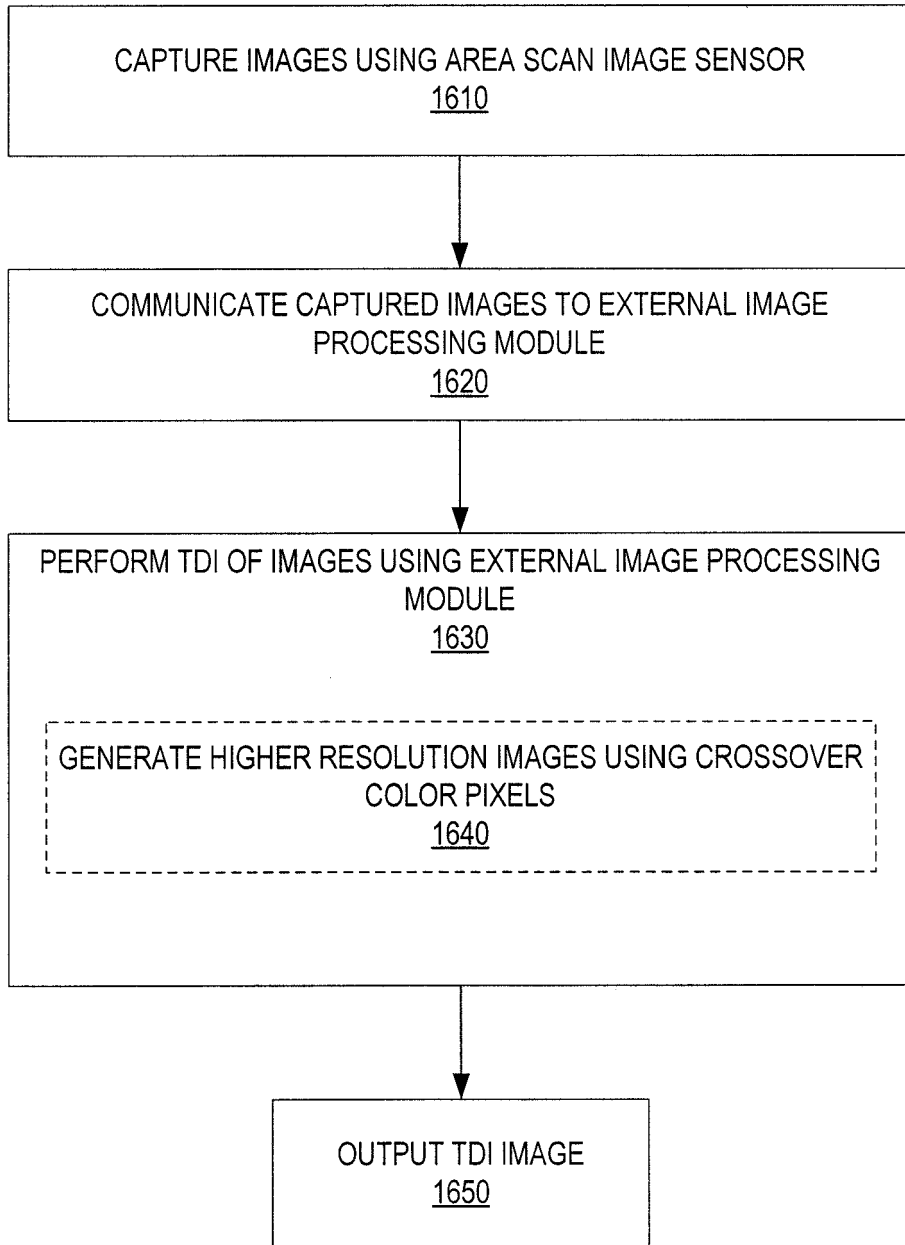 CAPTURE IMAGES USING AREA SCAN IMAGE SENSOR
1610
COMMUNICATE CAPTURED IMAGES TO EXTERNAL IMAGE
PROCESSING MODULE
1620
PERFORM TDI OF IMAGES USING EXTERNAL IMAGE PROCESSING
MODULE
1630
GENERATE HIGHER RESOLUTION IMAGES USING CROSSOVER
COLOR PIXELS
1640
OUTPUT TDI IMAGE
1650